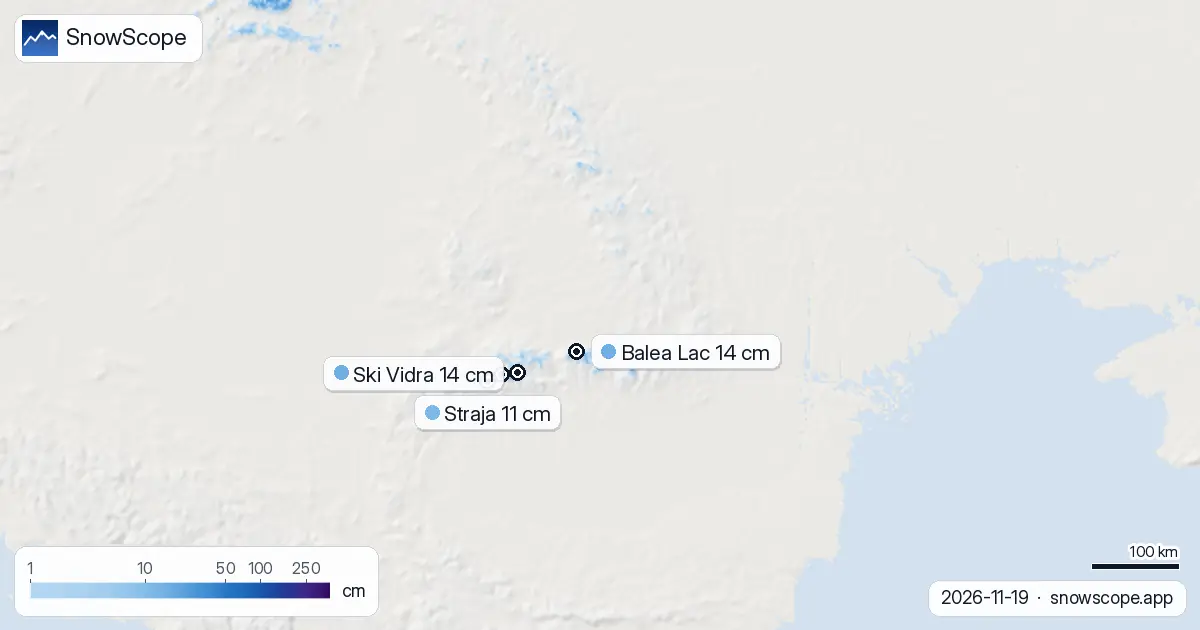 SnowScope
Balea Lac 14 cm
Ski Vidra 14 cm
Straja 11 cm
1 10 50 100 250
cm
100 km
2026-11-19 · snowscope.app